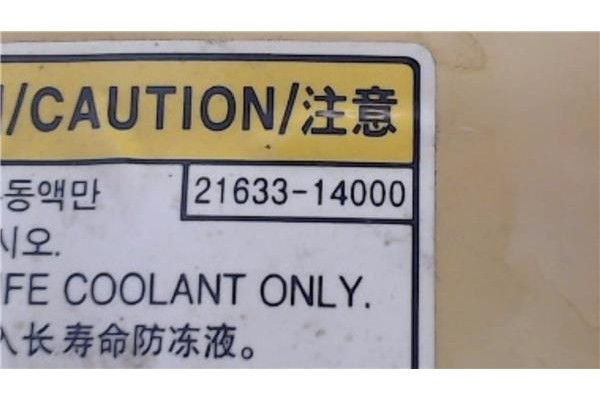 /CAUTION/注意
동액만 21633-14000
시오.
FE COOLANT ONLY.
入长寿命防冻液。